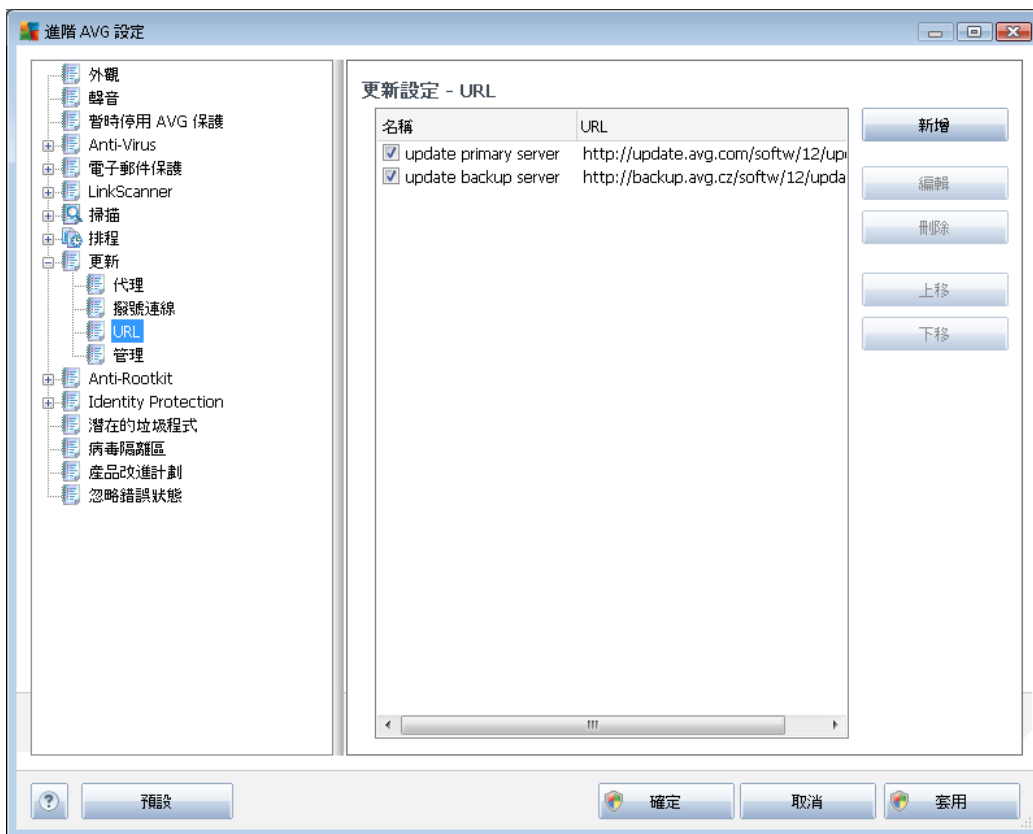 進階 AVG 設定
外觀
聲音
暫時停用 AVG 保護
Anti-Virus
電子郵件保護
LinkScanner
掃描
排程
更新
代理
撥號連線
URL
管理
Anti-Rootkit
Identity Protection
潛在的垃圾程式
病毒隔離區
產品改進計劃
忽略錯誤狀態
更新設定 - URL
名稱 URL
update primary server http://update.avg.com/softw/12/up
update backup server http://backup.avg.cz/softw/12/upda
新增
編輯
刪除
上移
下移
? 預設 確定 取消 套用